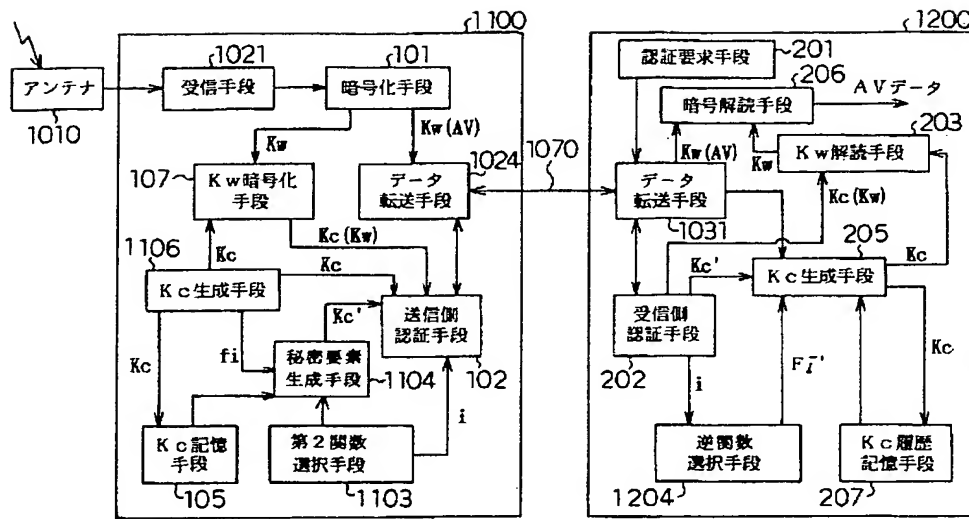 1100
1200
1021
101
201
認証要求手段
206
アンテナ
1010
受信手段
暗号化手段
暗号解読手段
AVデータ
203
Kw
Kw(AV)
1024
1070
Kw(AV)
Kw
Kw解読手段
107
Kw暗号化
手段
データ
転送手段
データ
転送手段
1031
Kc(Kw)
205
Kc(Kw)
1106
Kc
Kc
Kc'
Kc
Kc生成手段
Kc生成手段
Kc'
送信側
認証手段
102
受信側
認証手段
202
Kc
fi
秘密要素
生成手段
1104
i
i
Kc
Kc記憶
手段
105
第2関数
選択手段
1103
逆関数
選択手段
1204
Kc履歴
記憶手段
207